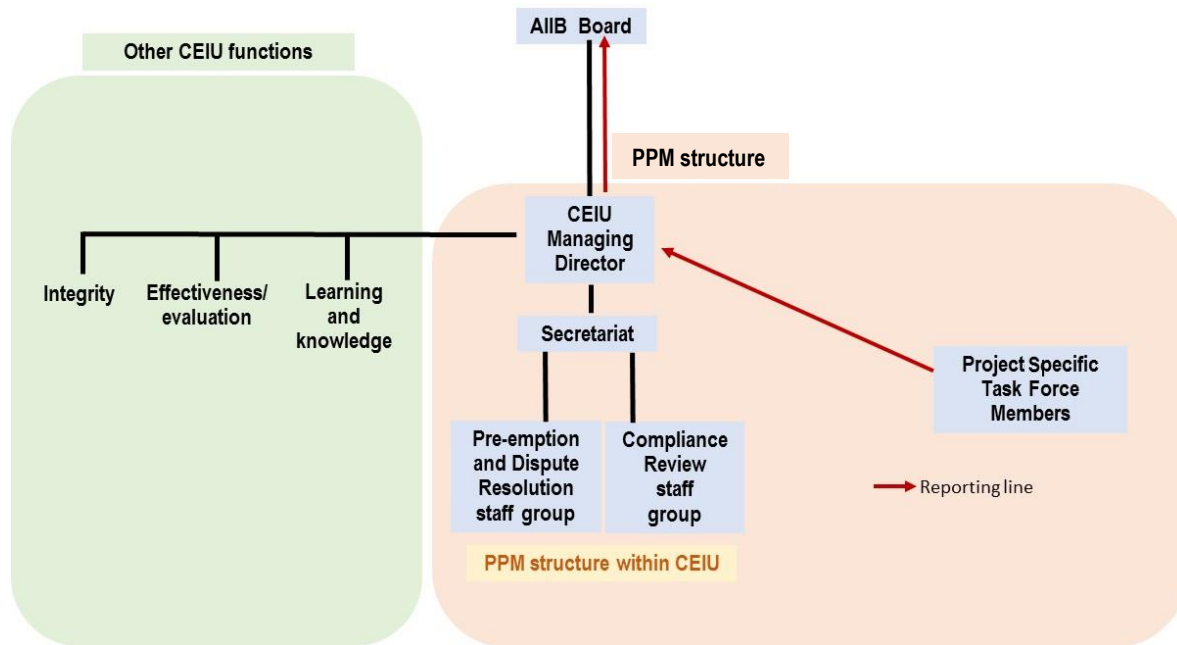 AIIB Board
Other CEIU functions
PPM structure
CEIU
Managing
Director
Integrity
Effectiveness/
evaluation
Learning
and
knowledge
Secretariat
Project Specific
Task Force
Members
Pre-emption
and Dispute
Resolution
staff group
Compliance
Review
staff
group
Reporting line
PPM structure within CEIU